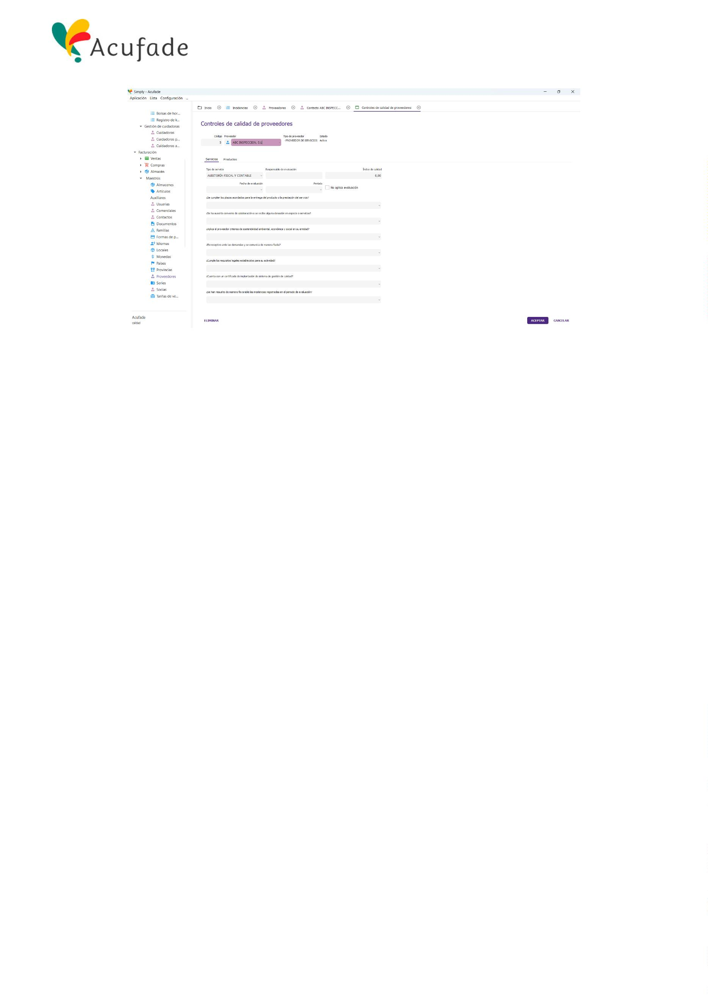 Acufade
Simply - Acufade
Aplicación Lista Configuración ...
Inicio Incidencias Proveedores Contacto ABC INSPECC... Controles de calidad de proveedores
Bolsas de hor...
Registro de k...
Gestión de cuidadoras
Cuidadoras
Cuidadoras p...
Cuidadoras a...
Facturación
Ventas
Compras
Almacén
Maestros
Almacenes
Artículos
Auxiliares
Usuarias
Comerciales
Contactos
Documentos
Familias
Formas de p...
Idiomas
Locales
Monedas
Países
Provincias
Proveedores
Series
Socias
Tarifas de ve...
Acufade
calidad
Controles de calidad de proveedores
Código Proveedor Tipo de proveedor Estado
5 ABC INSPECCION, S.L PROVEEDOR DE SERVICIOS Activo
Servicios Productos
Tipo de servicio Responsable de evaluación Índice de calidad
AUDITORÍA FISCAL Y CONTABLE 0,00
Fecha de evaluación Periodo
No aplica evaluación
¿Se cumplen los plazos acordados para la entrega del producto o la prestación del servicio?
¿Se ha suscrito convenio de colaboración o se recibe alguna donación en especie o servicios?
¿Aplica el proveedor criterios de sostenibilidad ambiental, económica y social en su entidad?
¿Es receptivo ante las demandas y se comunica de manera fluida?
¿Cumple los requisitos legales establecidos para su actividad?
¿Cuenta con un certificado de implantación de sistema de gestión de calidad?
¿Se han resuelto de manera favorable las incidencias registradas en el periodo de evaluación?
ELIMINAR ACEPTAR CANCELAR